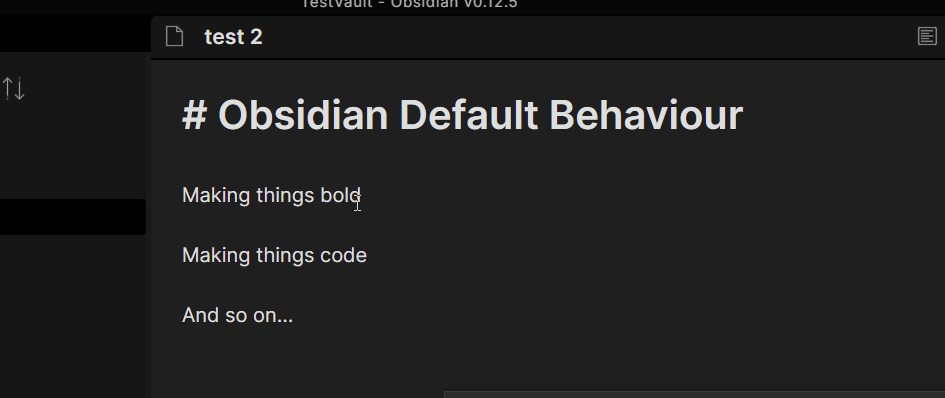 TestVault - Obsidian v0.12.5
test 2
# Obsidian Default Behaviour
Making things bold
Making things code
And so on...